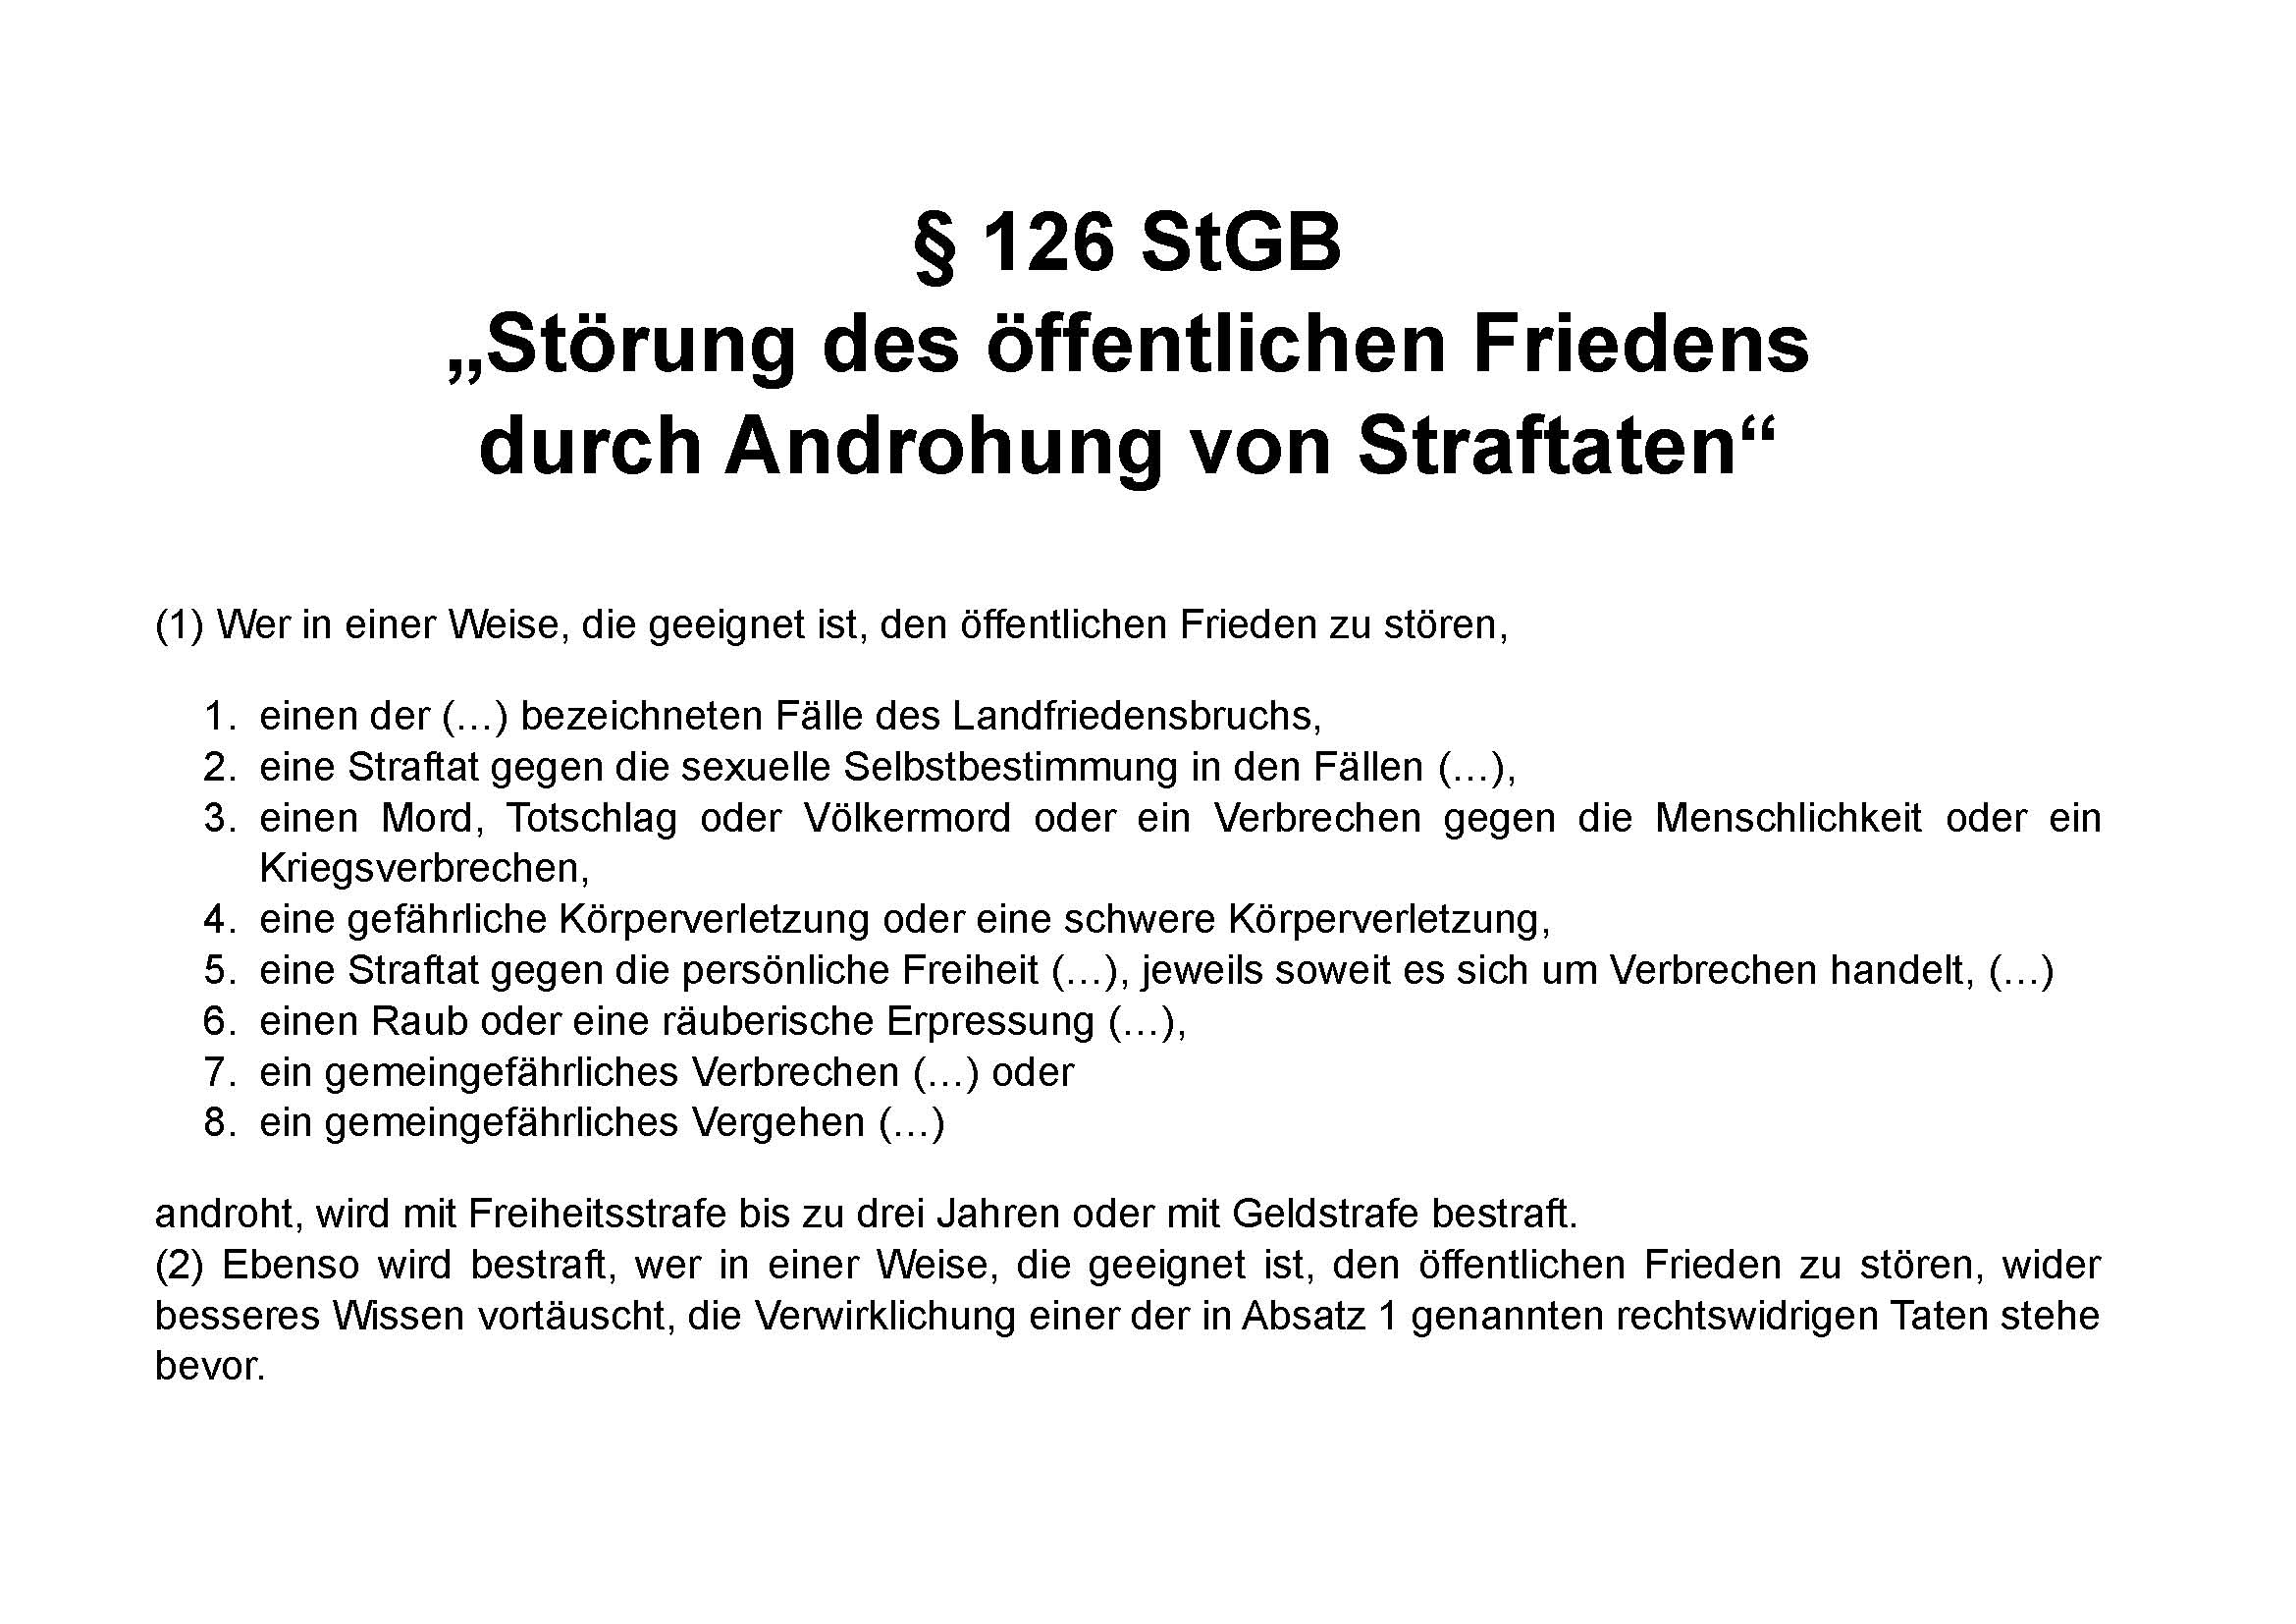 § 126 StGB
„Störung des öffentlichen Friedens
durch Androhung von Straftaten“
(1) Wer in einer Weise, die geeignet ist, den öffentlichen Frieden zu stören,
1. einen der (…) bezeichneten Fälle des Landfriedensbruchs,
2. eine Straftat gegen die sexuelle Selbstbestimmung in den Fällen (…),
3. einen Mord, Totschlag oder Völkermord oder ein Verbrechen gegen die Menschlichkeit oder ein
Kriegsverbrechen,
4. eine gefährliche Körperverletzung oder eine schwere Körperverletzung,
5. eine Straftat gegen die persönliche Freiheit (…), jeweils soweit es sich um Verbrechen handelt, (…)
6. einen Raub oder eine räuberische Erpressung (…),
7. ein gemeingefährliches Verbrechen (…) oder
8. ein gemeingefährliches Vergehen (…)
androht, wird mit Freiheitsstrafe bis zu drei Jahren oder mit Geldstrafe bestraft.
(2) Ebenso wird bestraft, wer in einer Weise, die geeignet ist, den öffentlichen Frieden zu stören, wider
besseres Wissen vortäuscht, die Verwirklichung einer der in Absatz 1 genannten rechtswidrigen Taten stehe
bevor.